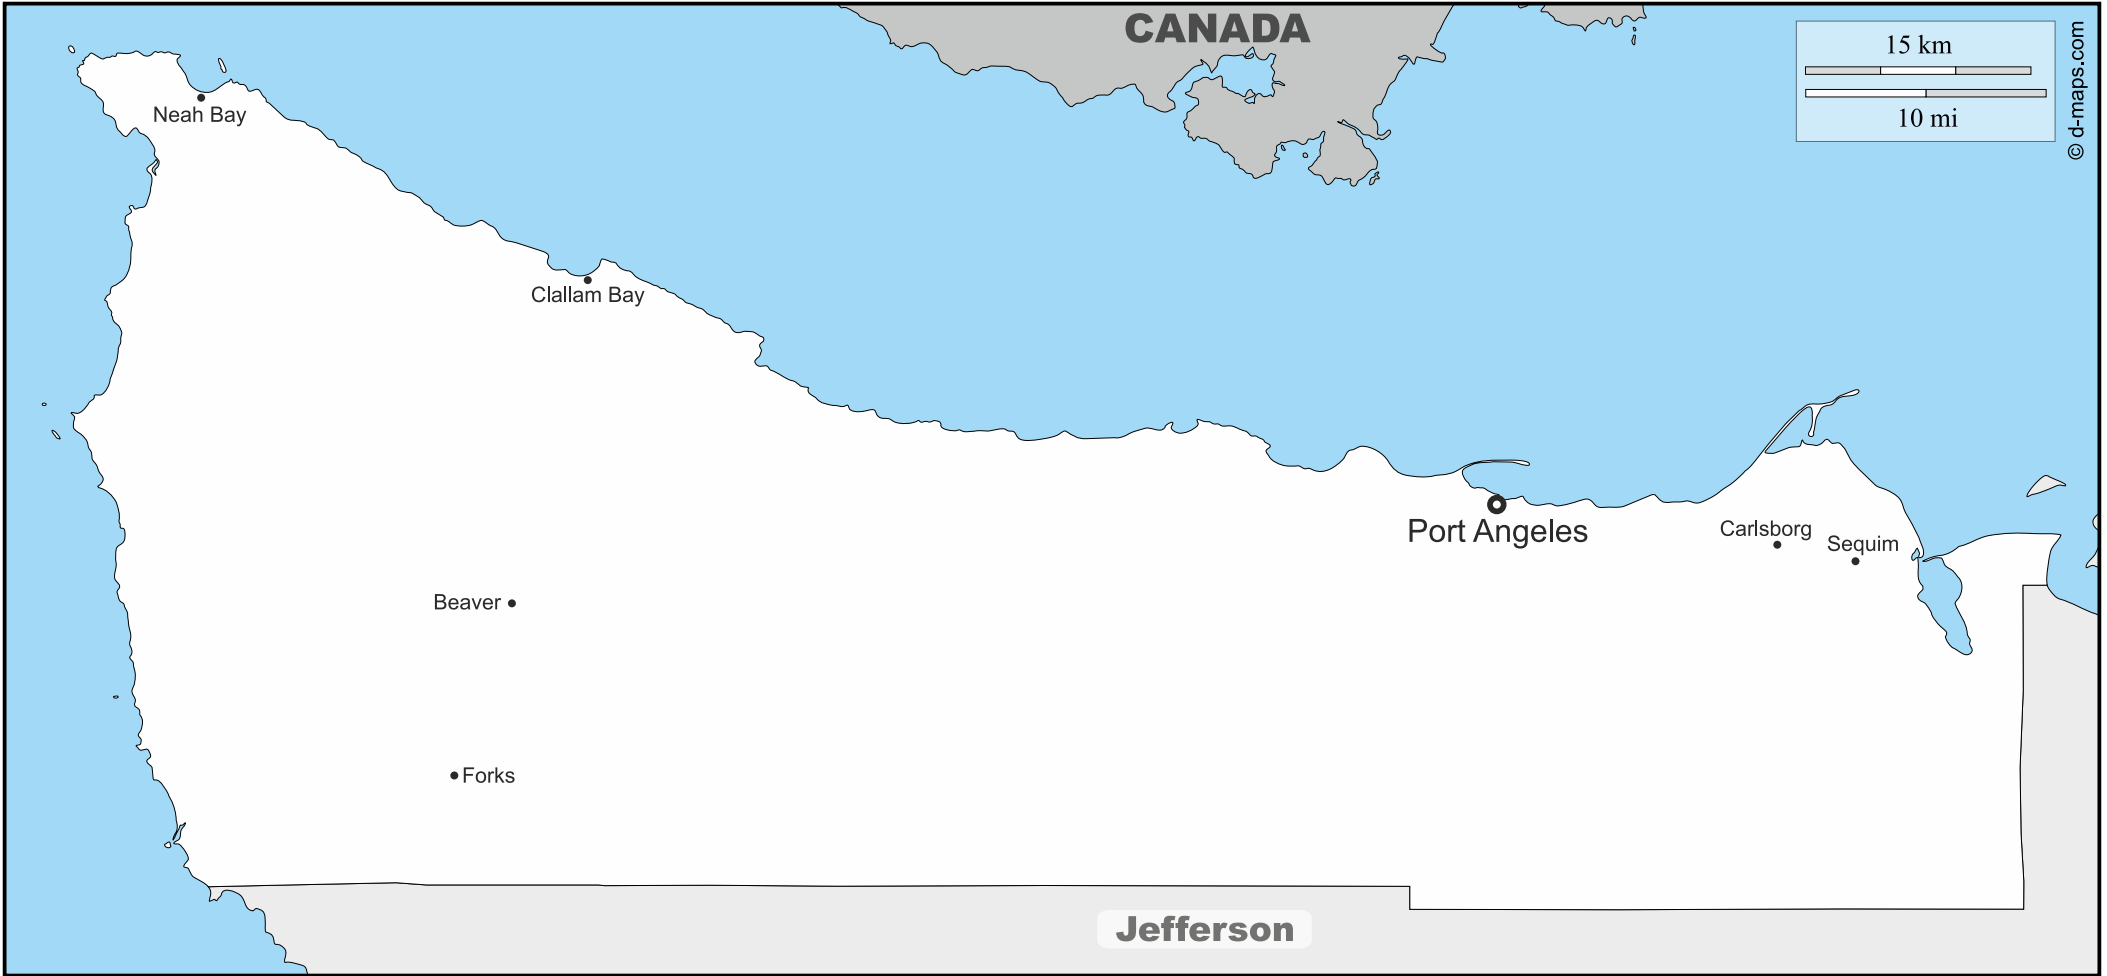 CANADA
15 km
10 mi
© d-maps.com
Neah Bay
Clallam Bay
Port Angeles
Carlsborg
Sequim
Beaver
Forks
Jefferson